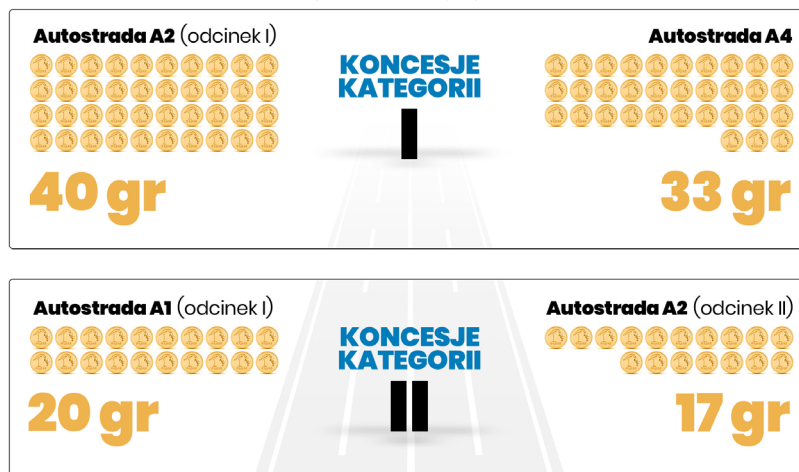 Autostrada A2 (odcinek I)
KONCESJE
KATEGORII
I
Autostrada A4
40 gr
33 gr
Autostrada A1 (odcinek I)
KONCESJE
KATEGORII
II
Autostrada A2 (odcinek II)
20 gr
17 gr